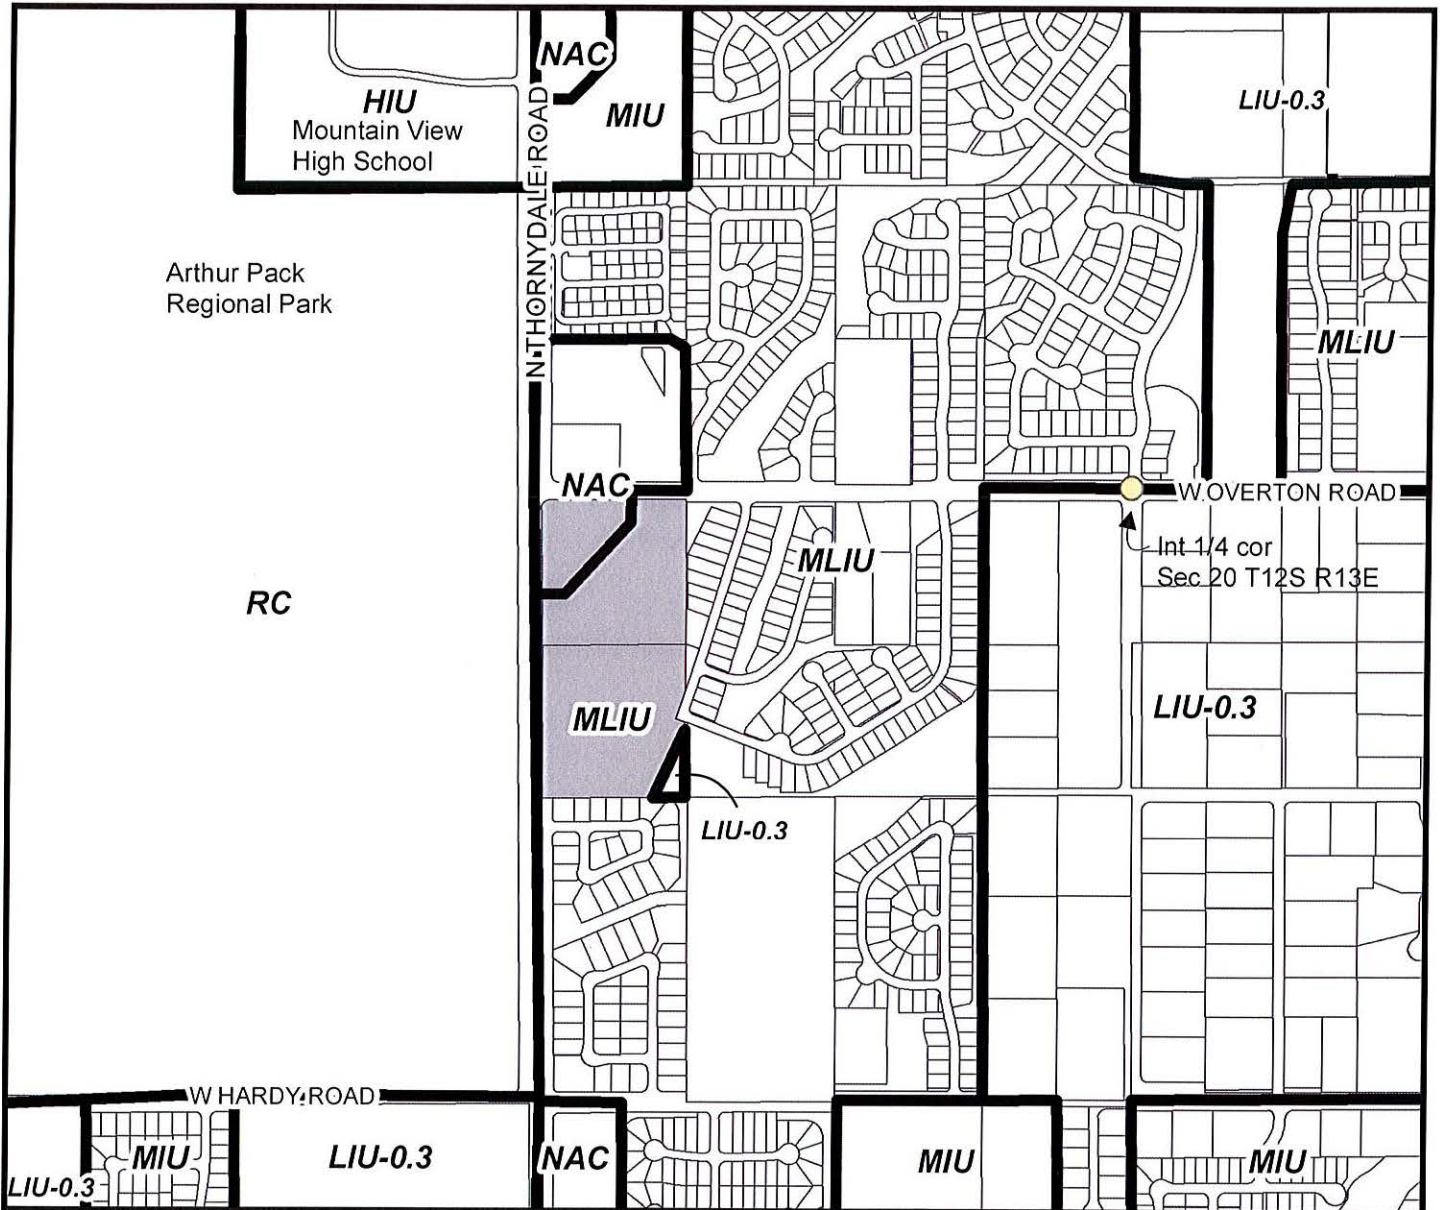 NAC
HIU
Mountain View
High School
MIU
LIU-0.3
N THORNYDALE ROAD
Arthur Pack
Regional Park
MLIU
NAC
W OVERTON ROAD
Int 1/4 cor
Sec 20 T12S R13E
MLIU
RC
MLIU
LIU-0.3
LIU-0.3
W HARDY ROAD
LIU-0.3
MIU
LIU-0.3
NAC
MIU
MIU